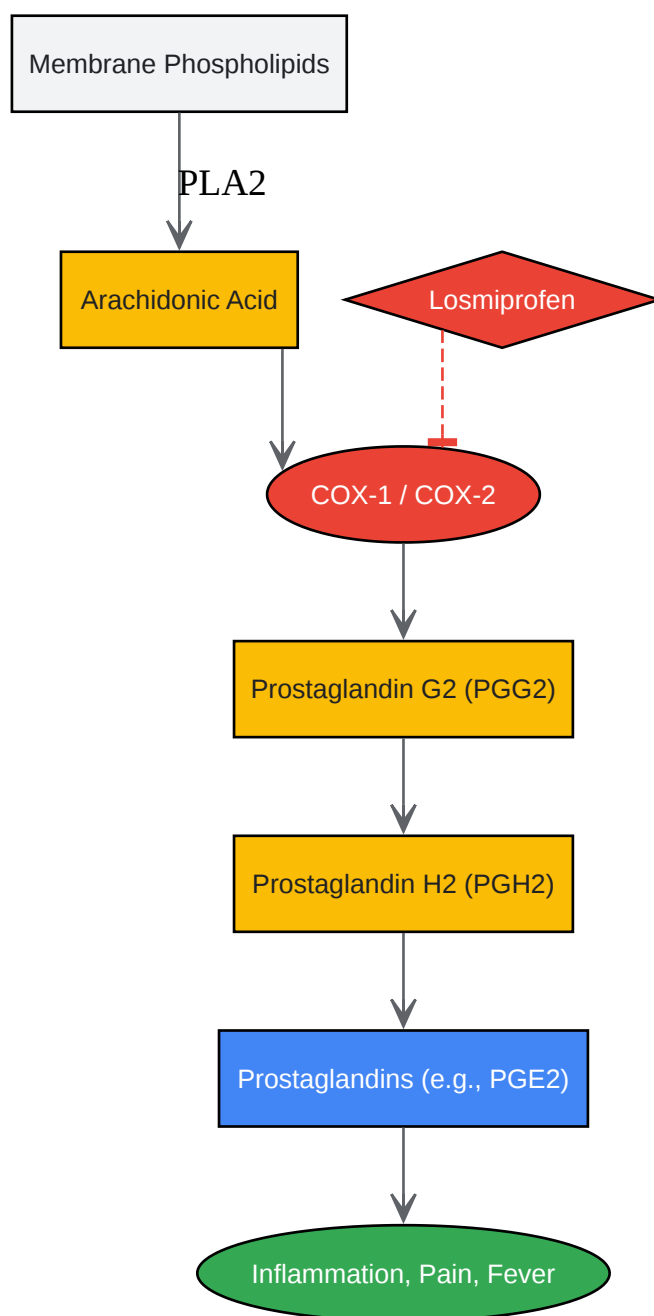 Membrane Phospholipids
PLA2
Arachidonic Acid
Losmiprofen
COX-1 / COX-2
Prostaglandin G2 (PGG2)
Prostaglandin H2 (PGH2)
Prostaglandins (e.g., PGE2)
Inflammation, Pain, Fever